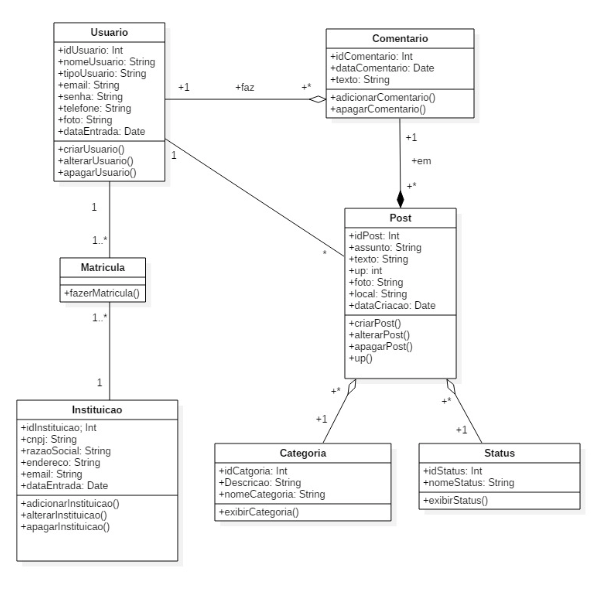 Usuario
+idUsuario: Int
+nomeUsuario: String
+tipoUsuario: String
+email: String
+senha: String
+telefone: String
+foto: String
+dataEntrada: Date
+criarUsuario()
+alterarUsuario()
+apagarUsuario()
+1
+faz
+*
Comentario
+idComentario: Int
+dataComentario: Date
+texto: String
+adicionarComentario()
+apagarComentario()
+1
+em
+*
1
*
1
1..*
Matricula
+fazerMatricula()
1..*
1
Post
+idPost: Int
+assunto: String
+texto: String
+up: int
+foto: String
+local: String
+dataCriacao: Date
+criarPost()
+alterarPost()
+apagarPost()
+up()
+*
+1
+*
+1
Instituicao
+idInstituicao; Int
+cnpj: String
+razaoSocial: String
+endereco: String
+email: String
+dataEntrada: Date
+adicionarInstituicao()
+alterarInstituicao()
+apagarInstituicao()
Categoria
+idCatgoria: Int
+Descricao: String
+nomeCategoria: String
+exibirCategoria()
Status
+idStatus: Int
+nomeStatus: String
+exibirStatus()